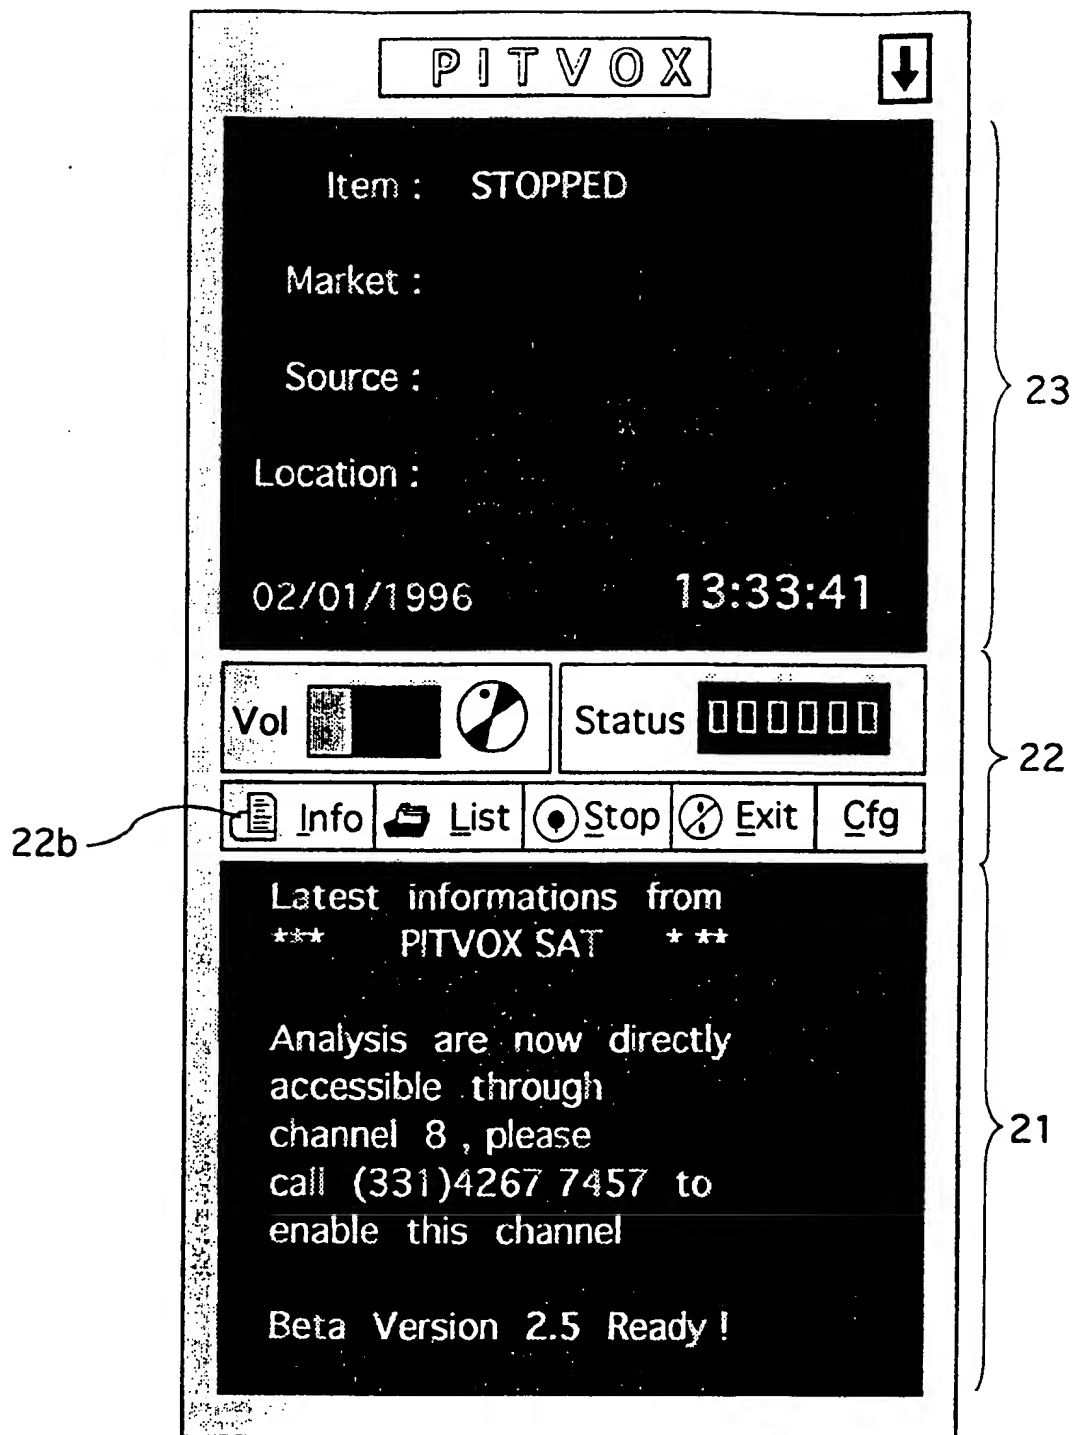 PITVOX
Item : STOPPED
Market :
Source :
23
Location :
02/01/1996 13:33:41
Vol Status
22
Info List Stop Exit Cfg
22b
Latest informations from
*** PITVOX SAT * **
Analysis are now directly
accessible through
channel 8 , please
21
call (331)4267 7457 to
enable this channel
Beta Version 2.5 Ready !